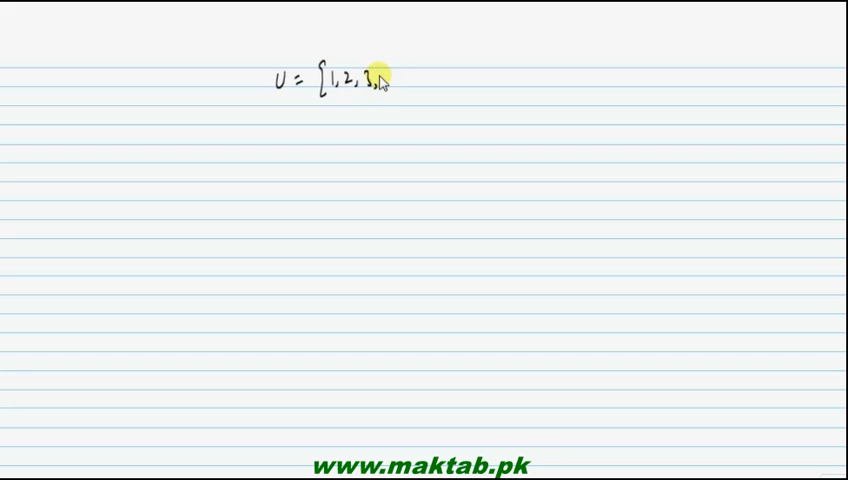 U = {1, 2, 3,
www.maktab.pk